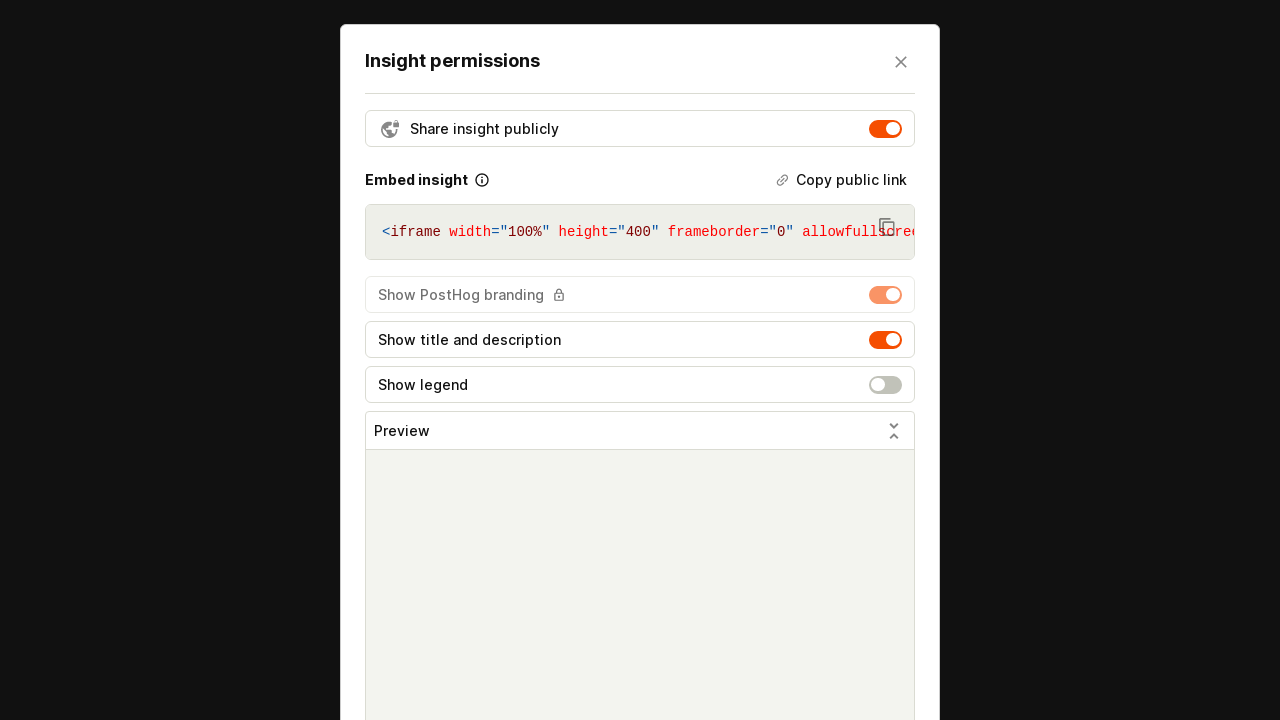 Insight permissions
Share insight publicly
Embed insight
Copy public link
<iframe width="100%" height="400" frameborder="0" allowfullscree
Show PostHog branding
Show title and description
Show legend
Preview